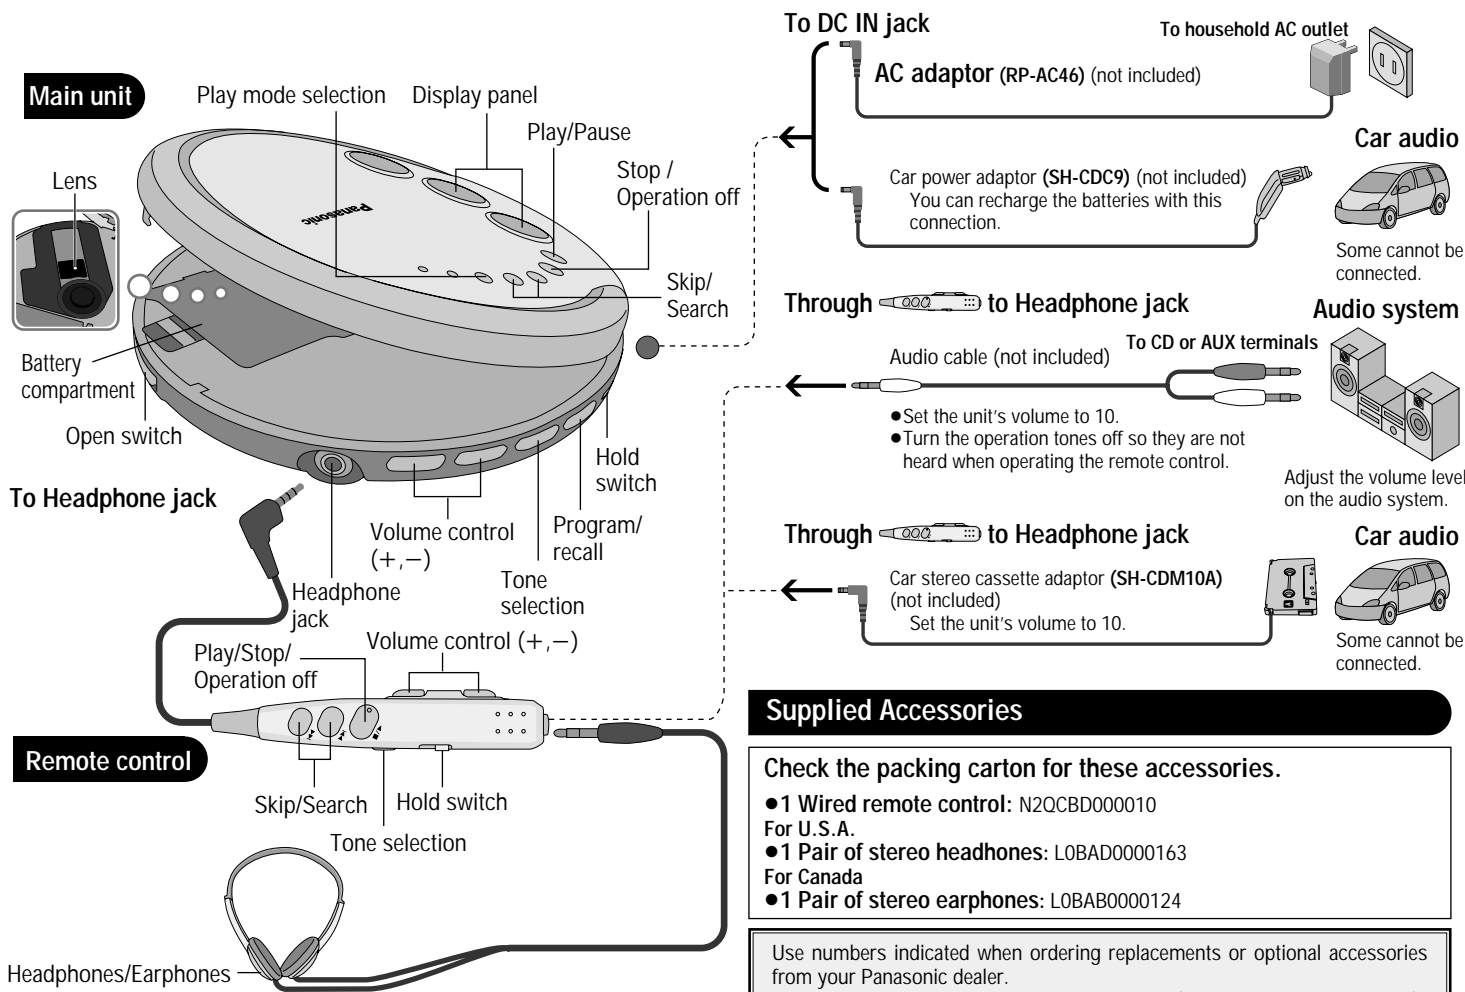 Main unit
Play mode selection
Display panel
Play/Pause
Stop /
Operation off
Lens
Panasonic
Skip/
Search
Battery
compartment
Open switch
Hold
switch
To Headphone jack
Volume control
(+,−)
Program/
recall
Tone
selection
Headphone
jack
Volume control (+,−)
Play/Stop/
Operation off
Remote control
Skip/Search
Hold switch
Tone selection
Headphones/Earphones
To DC IN jack
To household AC outlet
AC adaptor (RP-AC46) (not included)
Car audio
Car power adaptor (SH-CDC9) (not included)
You can recharge the batteries with this
connection.
Some cannot be
connected.
Through to Headphone jack
Audio system
To CD or AUX terminals
Audio cable (not included)
●Set the unit's volume to 10.
●Turn the operation tones off so they are not
heard when operating the remote control.
Adjust the volume level
on the audio system.
Through to Headphone jack
Car audio
Car stereo cassette adaptor (SH-CDM10A)
(not included)
Set the unit's volume to 10.
Some cannot be
connected.
Supplied Accessories
Check the packing carton for these accessories.
●1 Wired remote control: N2QCBD000010
For U.S.A.
●1 Pair of stereo headhones: L0BAD0000163
For Canada
●1 Pair of stereo earphones: L0BAB0000124
Use numbers indicated when ordering replacements or optional accessories
from your Panasonic dealer.